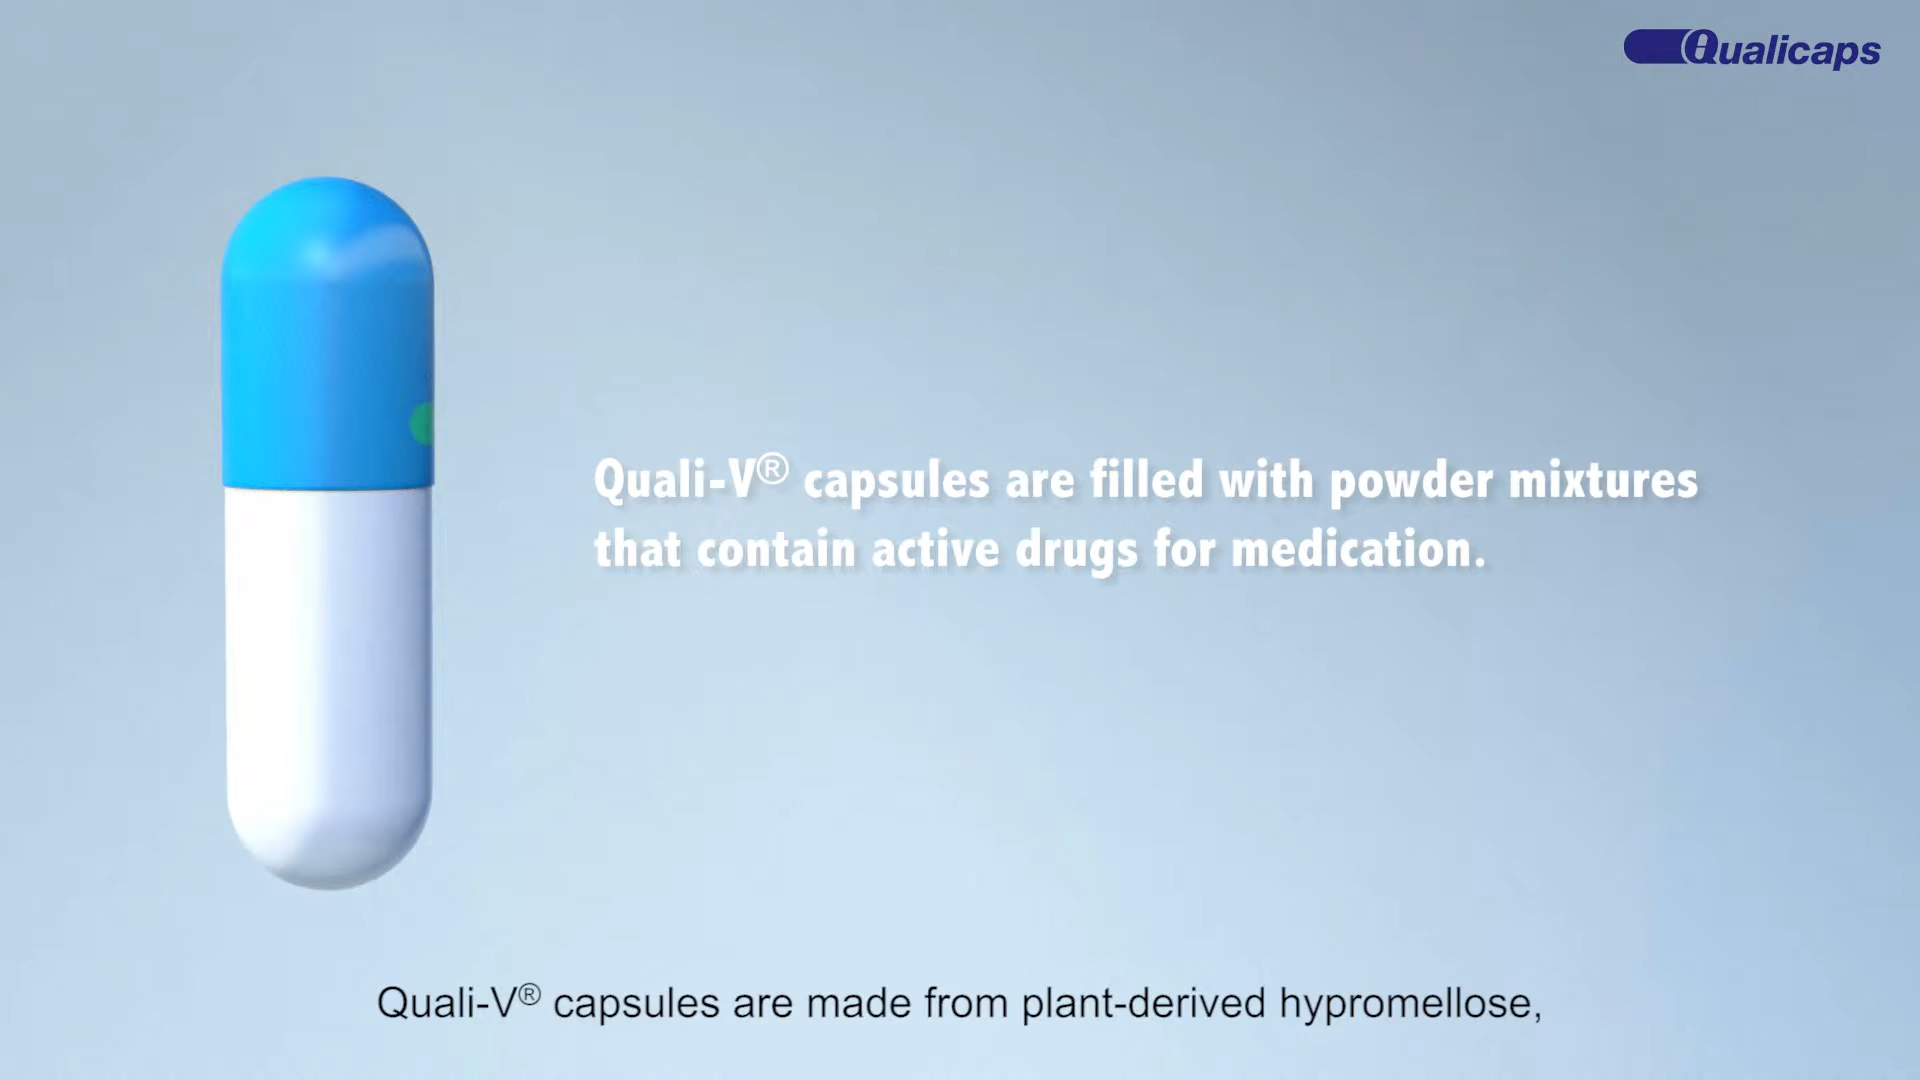 Qualicaps
Quali-V® capsules are filled with powder mixtures
that contain active drugs for medication.
Quali-V® capsules are made from plant-derived hypromellose,